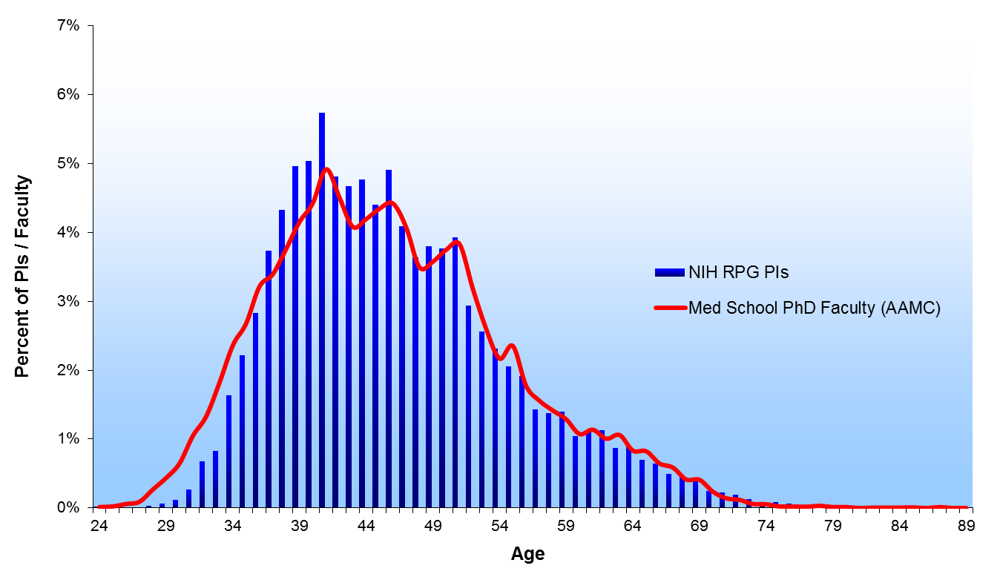 7%
6%
5%
4%
3%
2%
1%
0%
Percent of PIs / Faculty
NIH RPG PIs
Med School PhD Faculty (AAMC)
24 29 34 39 44 49 54 59 64 69 74 79 84 89
Age